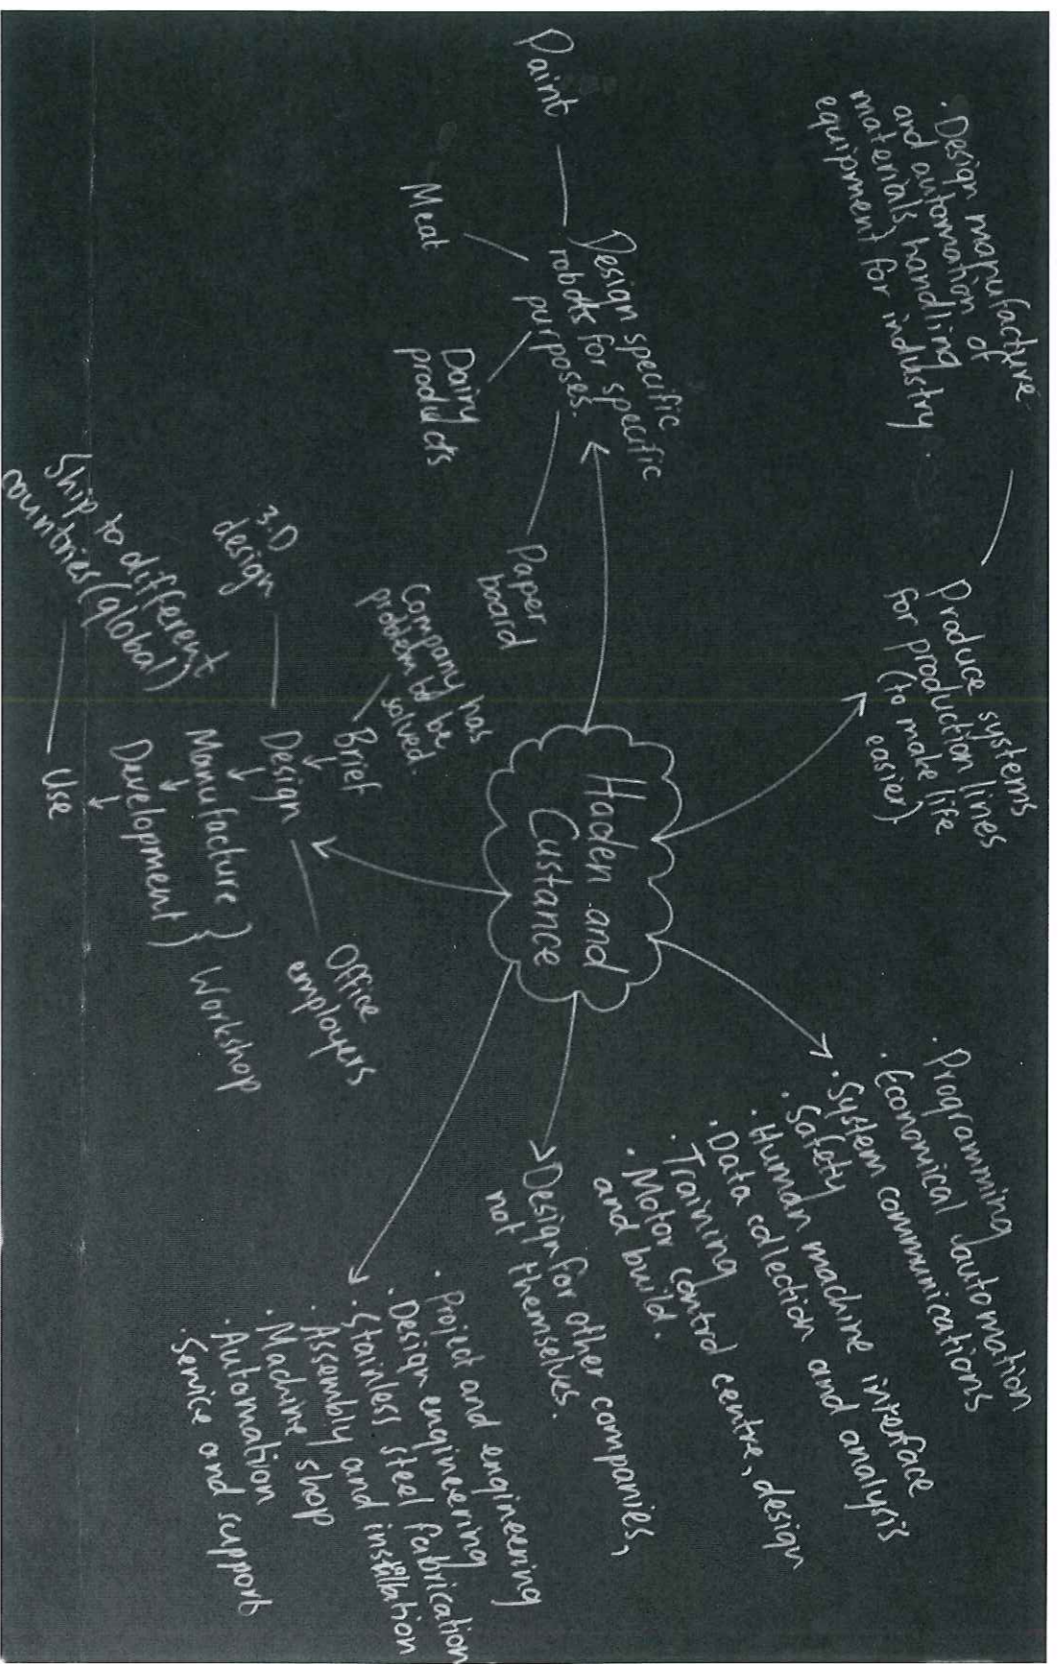 Haden and
Custance
· Design manufacture
and automation of
materials handling
equipment for industry.
Produce systems
for production lines
(to make life
easier)
· Programming
· Economical automation
· System communications
· Safety
· Human machine interface
· Data collection and analysis
· Training
· Motor control centre, design
and build.
Design for other companies,
not themselves.
· Project and engineering
· Design engineering
· Stainless steel fabrication
· Assembly and installation
· Machine shop
· Automation
Service and support
Design specific
robots for specific
purposes.
Paint
Meat
Dairy
products
Paper
board
Company has
problem to be
solved.
Brief
Design
Manufacture }
Development }
Workshop
Use
3.D
design
Office
employers
Ship to different
countries (global)